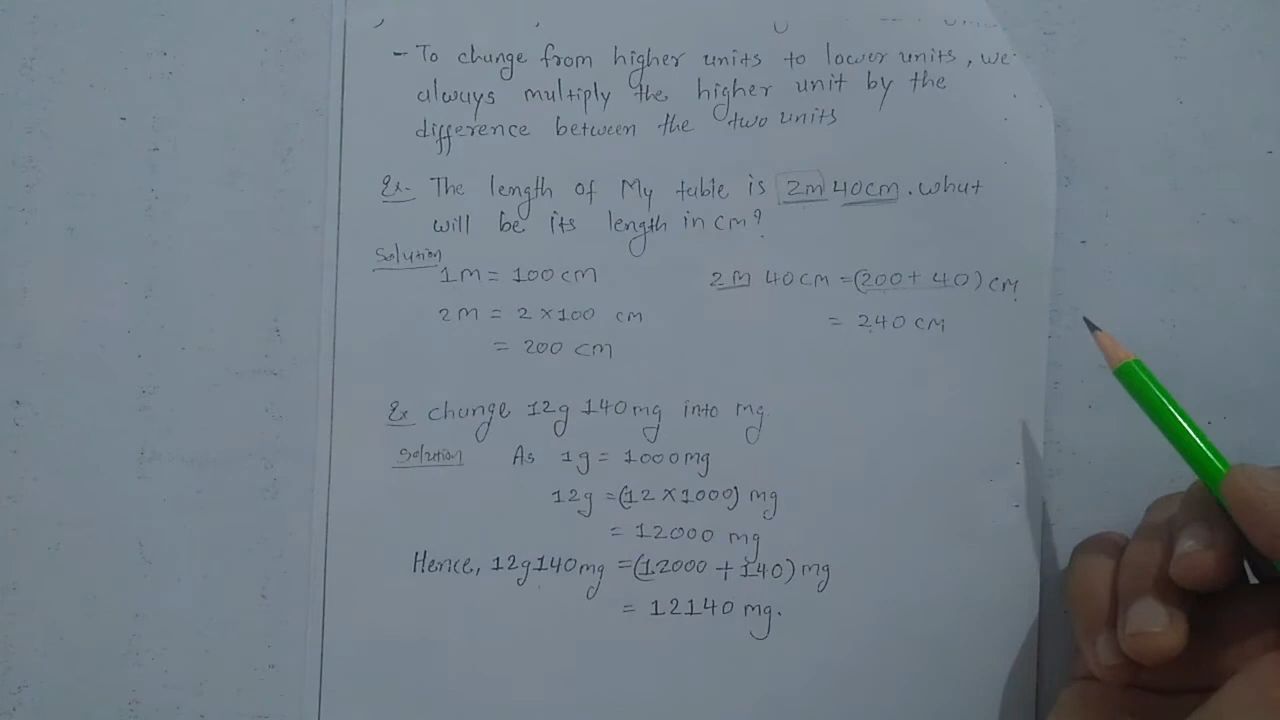 - To change from higher units to lower units, we
always multiply the higher unit by the
difference between the two units
Ex- The length of My table is 2m 40cm. what
will be its length in cm?
Solution
1m = 100 cm
2m = 2 × 100 cm
= 200 cm
2m 40cm = (200 + 40) cm
= 240 cm
Ex change 12g 140mg into mg
Solution As 1g = 1000mg
12g = (12 × 1000) mg
= 12000 mg
Hence, 12g140mg = (12000 + 140) mg
= 12140 mg.